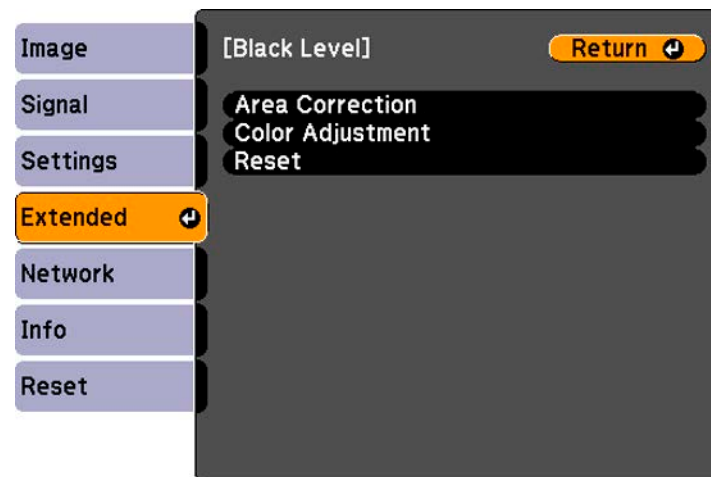 Image
Signal
Settings
Extended
Network
Info
Reset
[Black Level]
Return
Area Correction
Color Adjustment
Reset